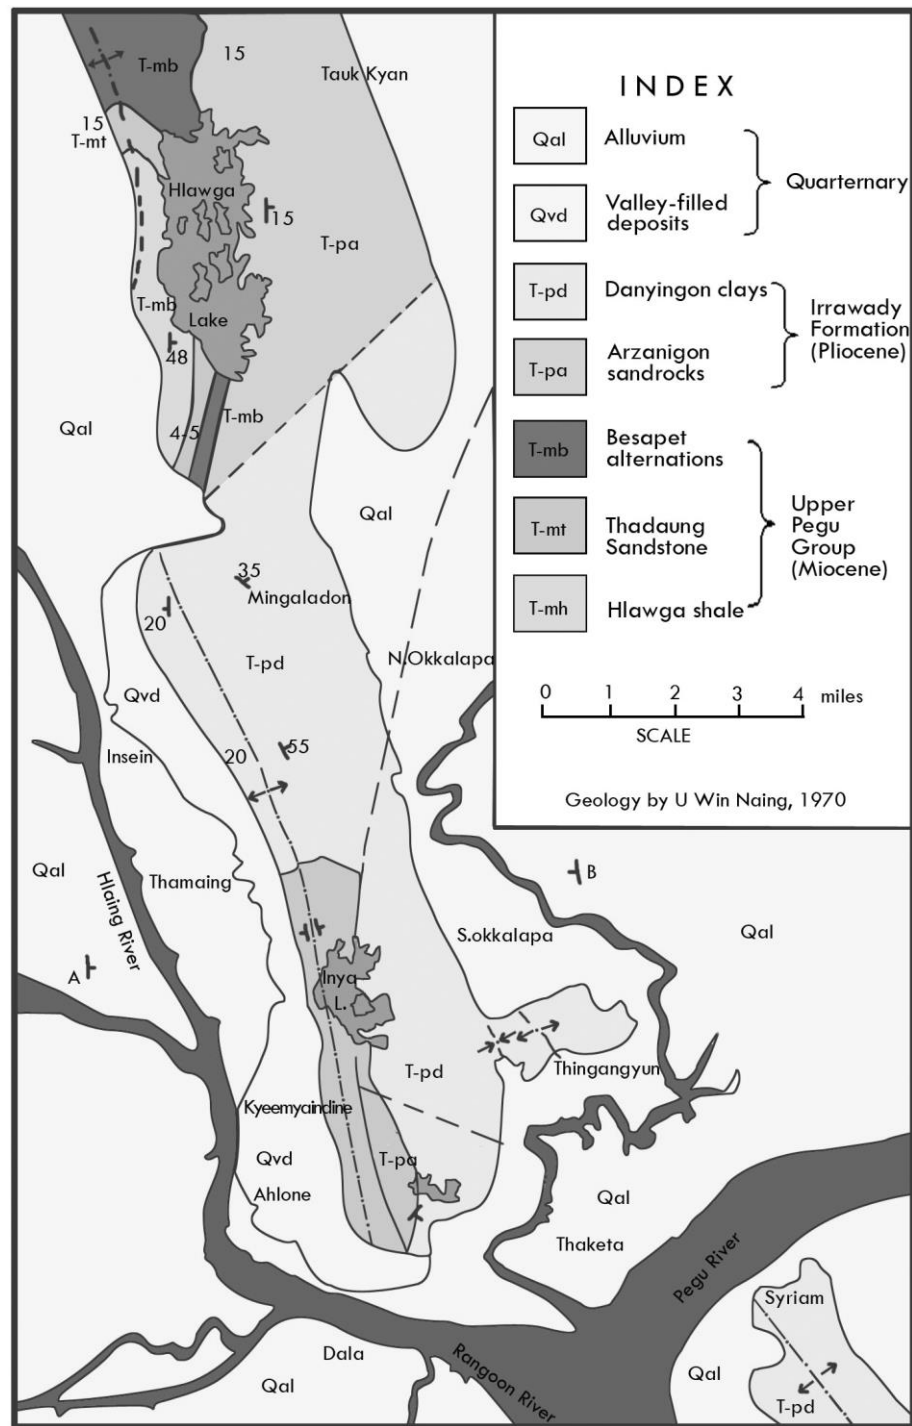 T-mb
15
Tauk Kyan
15
T-mt
Hlawga
15
T-pa
T-mb
Lake
48
T-mb
4-5
Qal
Qal
35
Mingaladon
20
T-pd
N.Okkalapa
Qvd
Insein
20
55
Qal
Thamaing
Hlaing River
A
B
S.okkalapa
Qal
Inya
L.
T-pd
Thingangyun
Kyeemyaindine
Qvd
T-pa
Ahlone
Qal
Thaketa
Pegu River
Syriam
Dala
Qal
Rangoon River
Qal
T-pd
INDEX
Qal Alluvium
Quarternary
Qvd Valley-filled
deposits
T-pd Danyingon clays
Irrawady
Formation
(Pliocene)
T-pa Arzanigon
sandrocks
T-mb Besapet
alternations
Upper
Pegu
Group
(Miocene)
T-mt Thadaung
Sandstone
T-mh Hlawga shale
0 1 2 3 4 miles
SCALE
Geology by U Win Naing, 1970